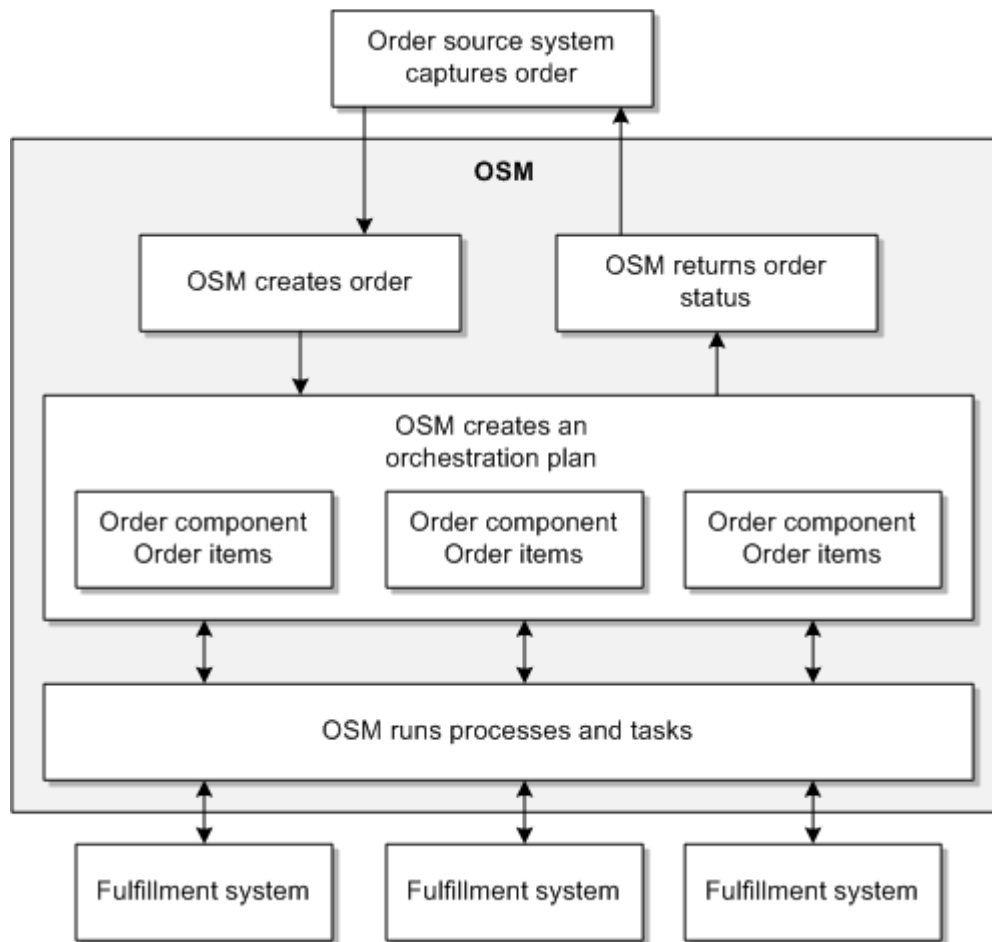 Order source system
captures order
OSM
OSM creates order
OSM returns order
status
OSM creates an
orchestration plan
Order component
Order items
Order component
Order items
Order component
Order items
OSM runs processes and tasks
Fulfillment system
Fulfillment system
Fulfillment system